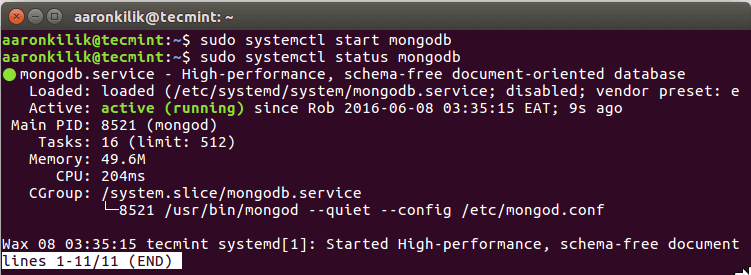 aaronkilik@tecmint: ~
aaronkilik@tecmint:~$ sudo systemctl start mongodb
aaronkilik@tecmint:~$ sudo systemctl status mongodb
● mongodb.service - High-performance, schema-free document-oriented database
   Loaded: loaded (/etc/systemd/system/mongodb.service; disabled; vendor preset: e
   Active: active (running) since Rob 2016-06-08 03:35:15 EAT; 9s ago
 Main PID: 8521 (mongod)
    Tasks: 16 (limit: 512)
   Memory: 49.6M
      CPU: 204ms
   CGroup: /system.slice/mongodb.service
           └─8521 /usr/bin/mongod --quiet --config /etc/mongod.conf

Wax 08 03:35:15 tecmint systemd[1]: Started High-performance, schema-free document
lines 1-11/11 (END)